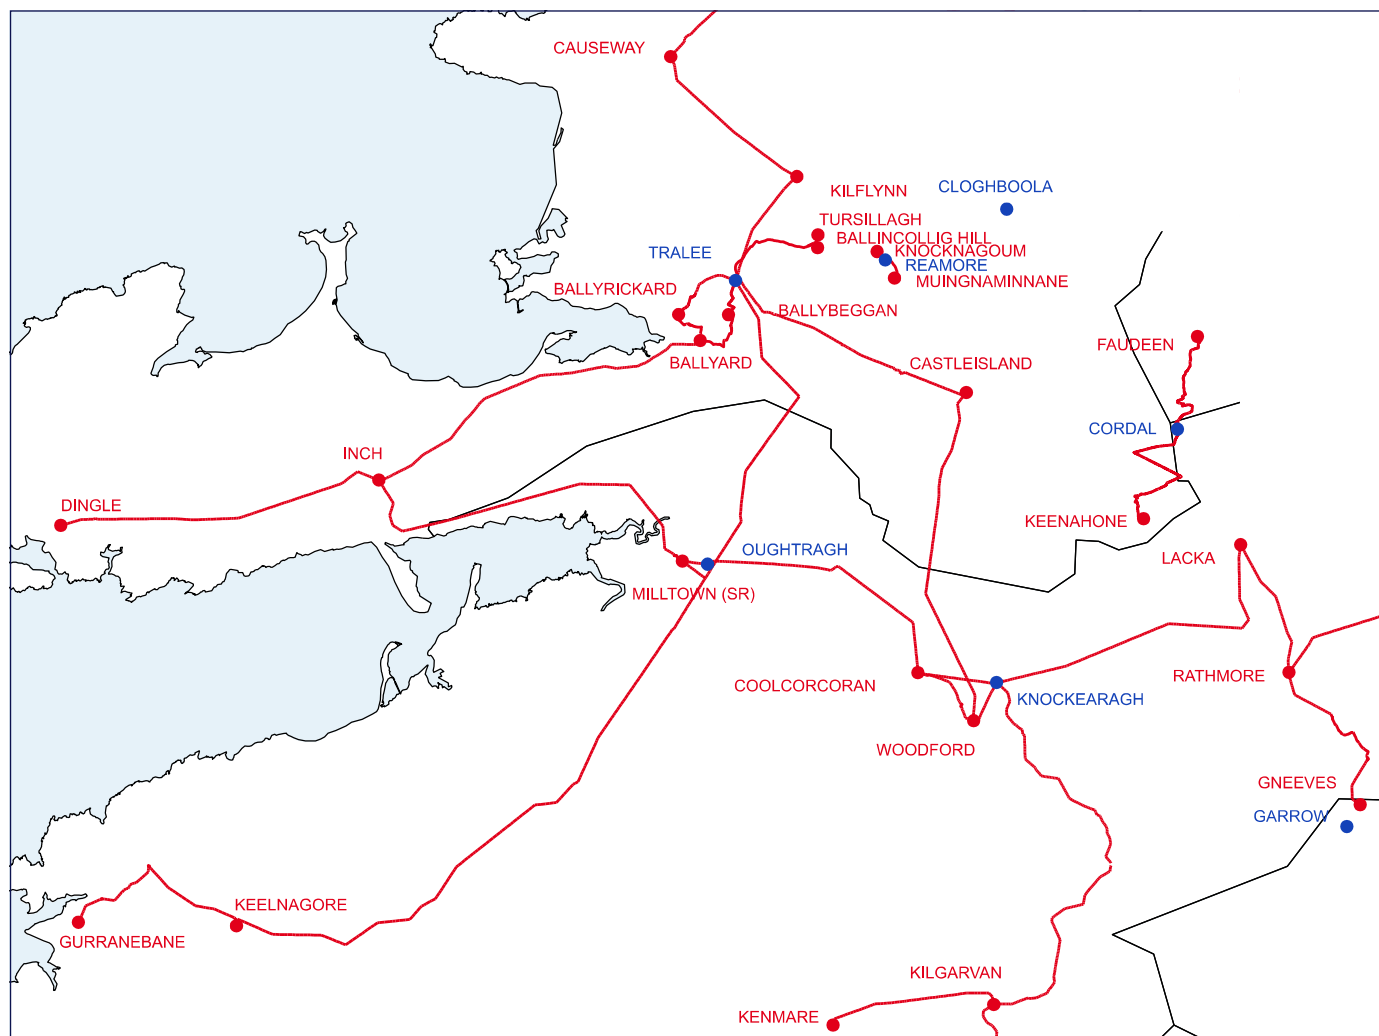 CAUSEWAY
KILFLYNN
CLOGHBOOLA
TURSILLAGH
BALLINCOLLIG HILL
TRALEE
KNOCKNAGOUM
REAMORE
BALLYRICKARD
MUINGNAMINNANE
BALLYBEGGAN
FAUDEEN
BALLYARD
CASTLEISLAND
CORDAL
INCH
DINGLE
KEENAHONE
OUGHTRAGH
LACKA
MILLTOWN (SR)
RATHMORE
COOLCORCORAN
KNOCKEARAGH
WOODFORD
GNEEVES
GARROW
KEELNAGORE
GURRANEBANE
KILGARVAN
KENMARE